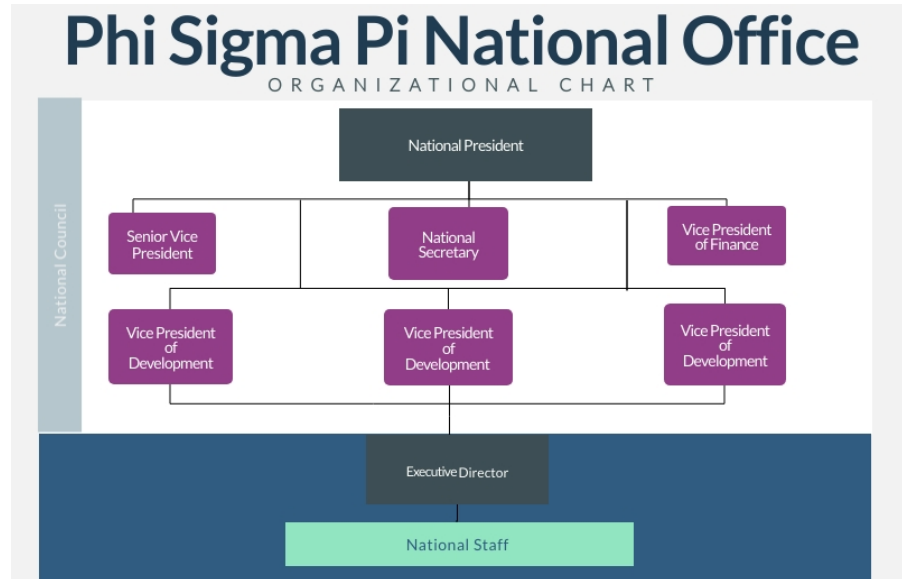 Phi Sigma Pi National Office
ORGANIZATIONAL CHART
National Council
National President
Senior Vice
President
National
Secretary
Vice President
of Finance
Vice President
of
Development
Vice President
of
Development
Vice President
of
Development
Executive Director
National Staff